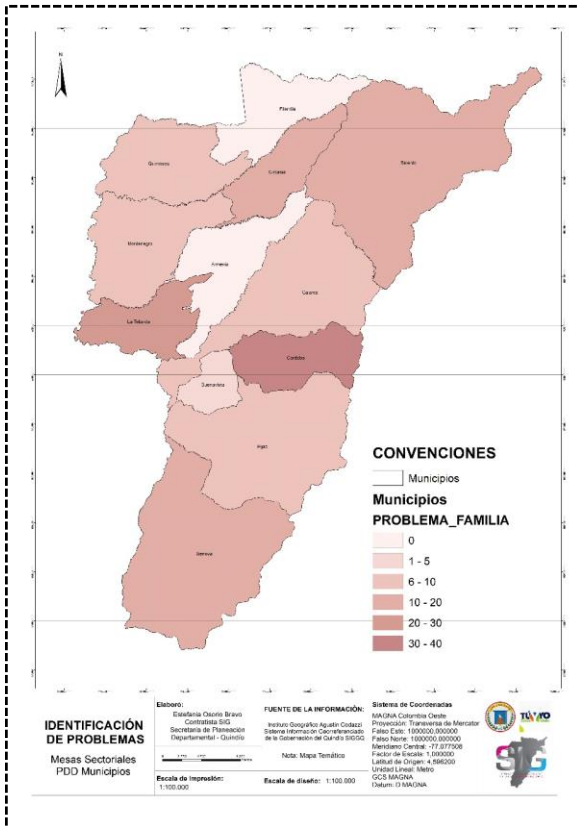 N
Filandia
Quimbaya
Circasia
Salento
Montenegro
Armenia
Calarcá
La Tebaida
Córdoba
Buenavista
Pijao
Génova
CONVENCIONES
Municipios
Municipios
PROBLEMA_FAMILIA
0
1 - 5
6 - 10
10 - 20
20 - 30
30 - 40
IDENTIFICACIÓN
DE PROBLEMAS
Mesas Sectoriales
PDD Municipios
Elaboró:
Estefanía Osorio Bravo
Contratista SIG
Secretaria de Planeación
Departamental - Quindío
Escala de impresión:
1:100.000
FUENTE DE LA INFORMACIÓN:
Instituto Geográfico Agustín Codazzi
Sistema Información Georreferenciado
de la Gobernación del Quindío SIGGQ
Nota: Mapa Temático
Escala de diseño: 1:100.000
Sistema de Coordenadas
MAGNA Colombia Oeste
Proyección: Transversa de Mercator
Falso Este: 1000000,000000
Falso Norte: 1000000,000000
Meridiano Central: -77,077508
Factor de Escala: 1,000000
Latitud de Origen: 4,596200
Unidad Lineal: Metro
GCS MAGNA
Datum: D MAGNA
SIG